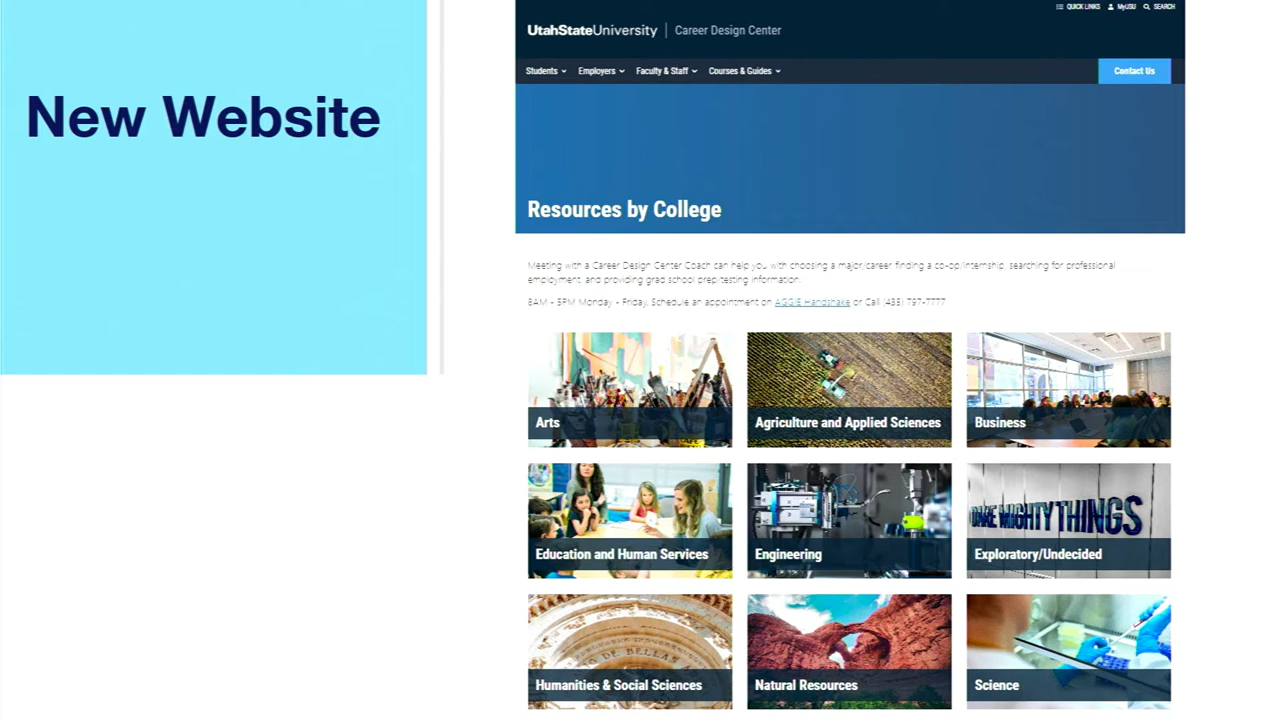 New Website
QUICK LINKS MyUSU SEARCH
UtahStateUniversity | Career Design Center
Students Employers Faculty & Staff Courses & Guides Contact Us
Resources by College
Meeting with a Career Design Center Coach can help you with choosing a major/career finding a co-op/internship, searching for professional
employment, and providing grad school prep/testing information.
8AM - 5PM Monday - Friday. Schedule an appointment on AGGIE Handshake or Call (435) 797-7777
Arts
Agriculture and Applied Sciences
Business
Education and Human Services
Engineering
MIGHTY THINGS
Exploratory/Undecided
DE BELLAS
Humanities & Social Sciences
Natural Resources
Science